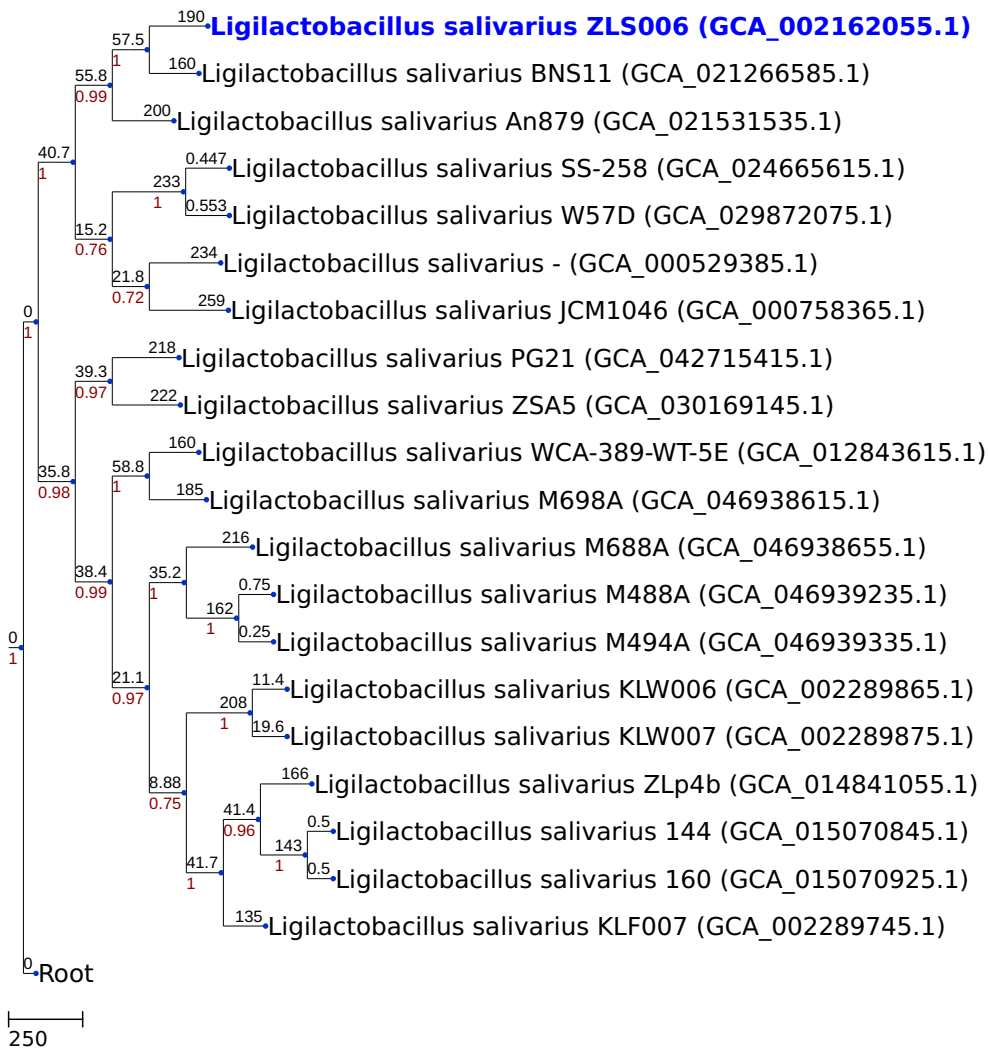 190
Ligilactobacillus salivarius ZLS006 (GCA_002162055.1)
57.5
1
160
Ligilactobacillus salivarius BNS11 (GCA_021266585.1)
55.8
0.99
200
Ligilactobacillus salivarius An879 (GCA_021531535.1)
40.7
1
0.447
Ligilactobacillus salivarius SS-258 (GCA_024665615.1)
233
1
0.553
Ligilactobacillus salivarius W57D (GCA_029872075.1)
15.2
0.76
234
Ligilactobacillus salivarius - (GCA_000529385.1)
21.8
0.72
259
Ligilactobacillus salivarius JCM1046 (GCA_000758365.1)
0
1
218
Ligilactobacillus salivarius PG21 (GCA_042715415.1)
39.3
0.97
222
Ligilactobacillus salivarius ZSA5 (GCA_030169145.1)
35.8
0.98
160
Ligilactobacillus salivarius WCA-389-WT-5E (GCA_012843615.1)
58.8
1
185
Ligilactobacillus salivarius M698A (GCA_046938615.1)
38.4
0.99
216
Ligilactobacillus salivarius M688A (GCA_046938655.1)
35.2
1
0.75
Ligilactobacillus salivarius M488A (GCA_046939235.1)
162
1
0.25
Ligilactobacillus salivarius M494A (GCA_046939335.1)
0
1
21.1
0.97
11.4
Ligilactobacillus salivarius KLW006 (GCA_002289865.1)
208
1
19.6
Ligilactobacillus salivarius KLW007 (GCA_002289875.1)
8.88
0.75
166
Ligilactobacillus salivarius ZLp4b (GCA_014841055.1)
41.4
0.96
0.5
Ligilactobacillus salivarius 144 (GCA_015070845.1)
143
1
0.5
Ligilactobacillus salivarius 160 (GCA_015070925.1)
41.7
1
135
Ligilactobacillus salivarius KLF007 (GCA_002289745.1)
0
Root
250